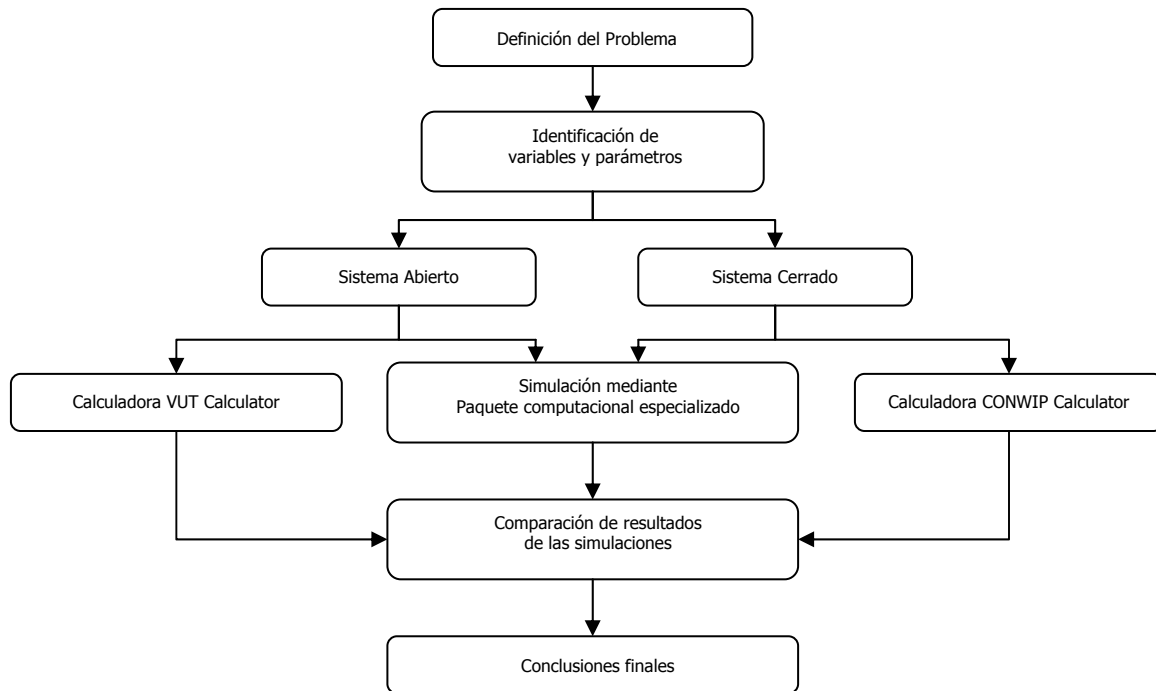 Definición del Problema
Identificación de
variables y parámetros
Sistema Abierto
Sistema Cerrado
Calculadora VUT Calculator
Simulación mediante
Paquete computacional especializado
Calculadora CONWIP Calculator
Comparación de resultados
de las simulaciones
Conclusiones finales